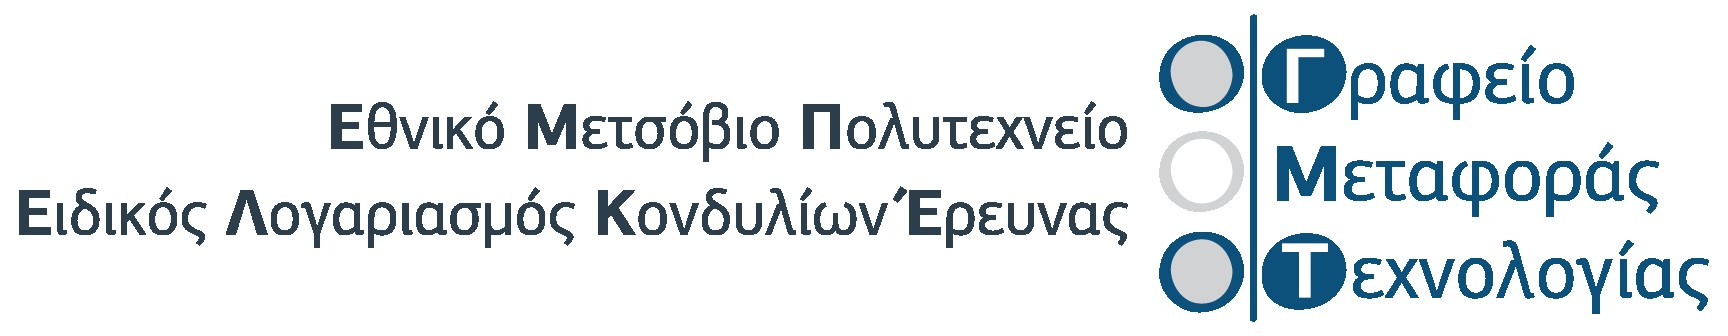 Εθνικό Μετσόβιο Πολυτεχνείο
Ειδικός Λογαριασμός Κονδυλίων Έρευνας
Γραφείο
Μεταφοράς
Τεχνολογίας